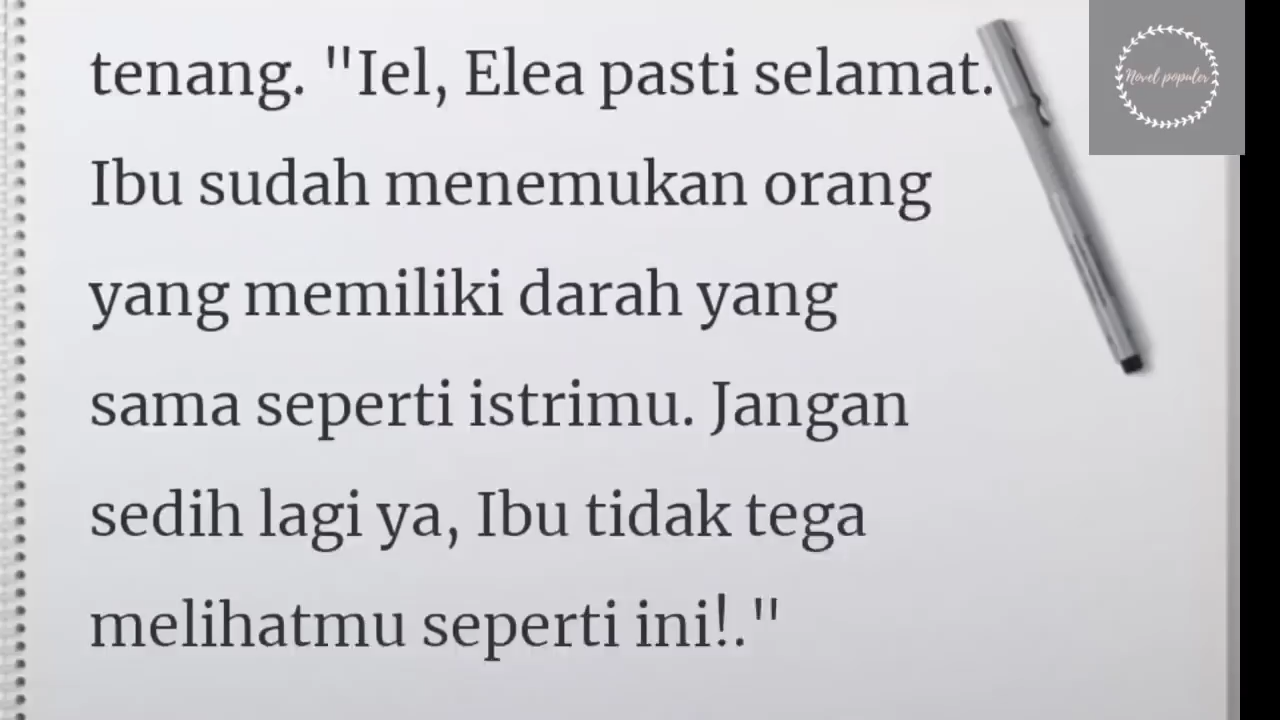 tenang. "Iel, Elea pasti selamat.
Ibu sudah menemukan orang
yang memiliki darah yang
sama seperti istrimu. Jangan
sedih lagi ya, Ibu tidak tega
melihatmu seperti ini!."
Novel populer